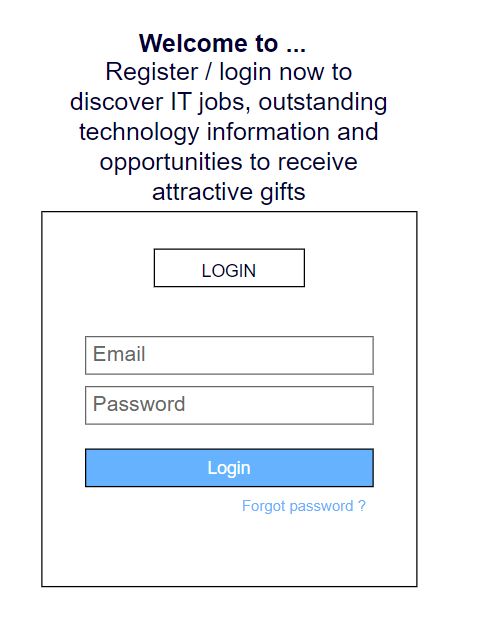 Welcome to ...
Register / login now to
discover IT jobs, outstanding
technology information and
opportunities to receive
attractive gifts
LOGIN
Email
Password
Login
Forgot password ?